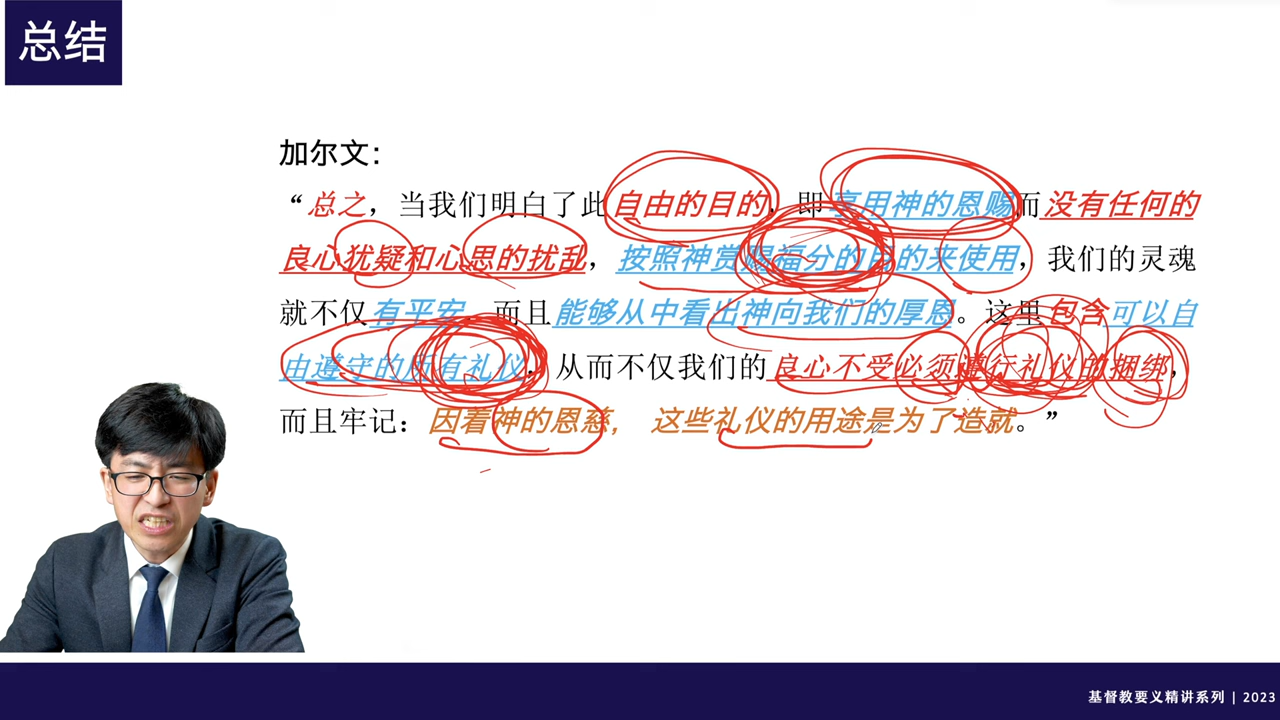 总结
加尔文：
“总之，当我们明白了此自由的目的，即享用神的恩赐而没有任何的
良心犹疑和心思的扰乱，按照神赏赐福分的目的来使用，我们的灵魂
就不仅有平安，而且能够从中看出神向我们的厚恩。这里包含可以自
由遵守的所有礼仪，从而不仅我们的良心不受必须遵行礼仪的捆绑，
而且牢记：因着神的恩慈， 这些礼仪的用途是为了造就。”
基督教要义精讲系列 | 2023